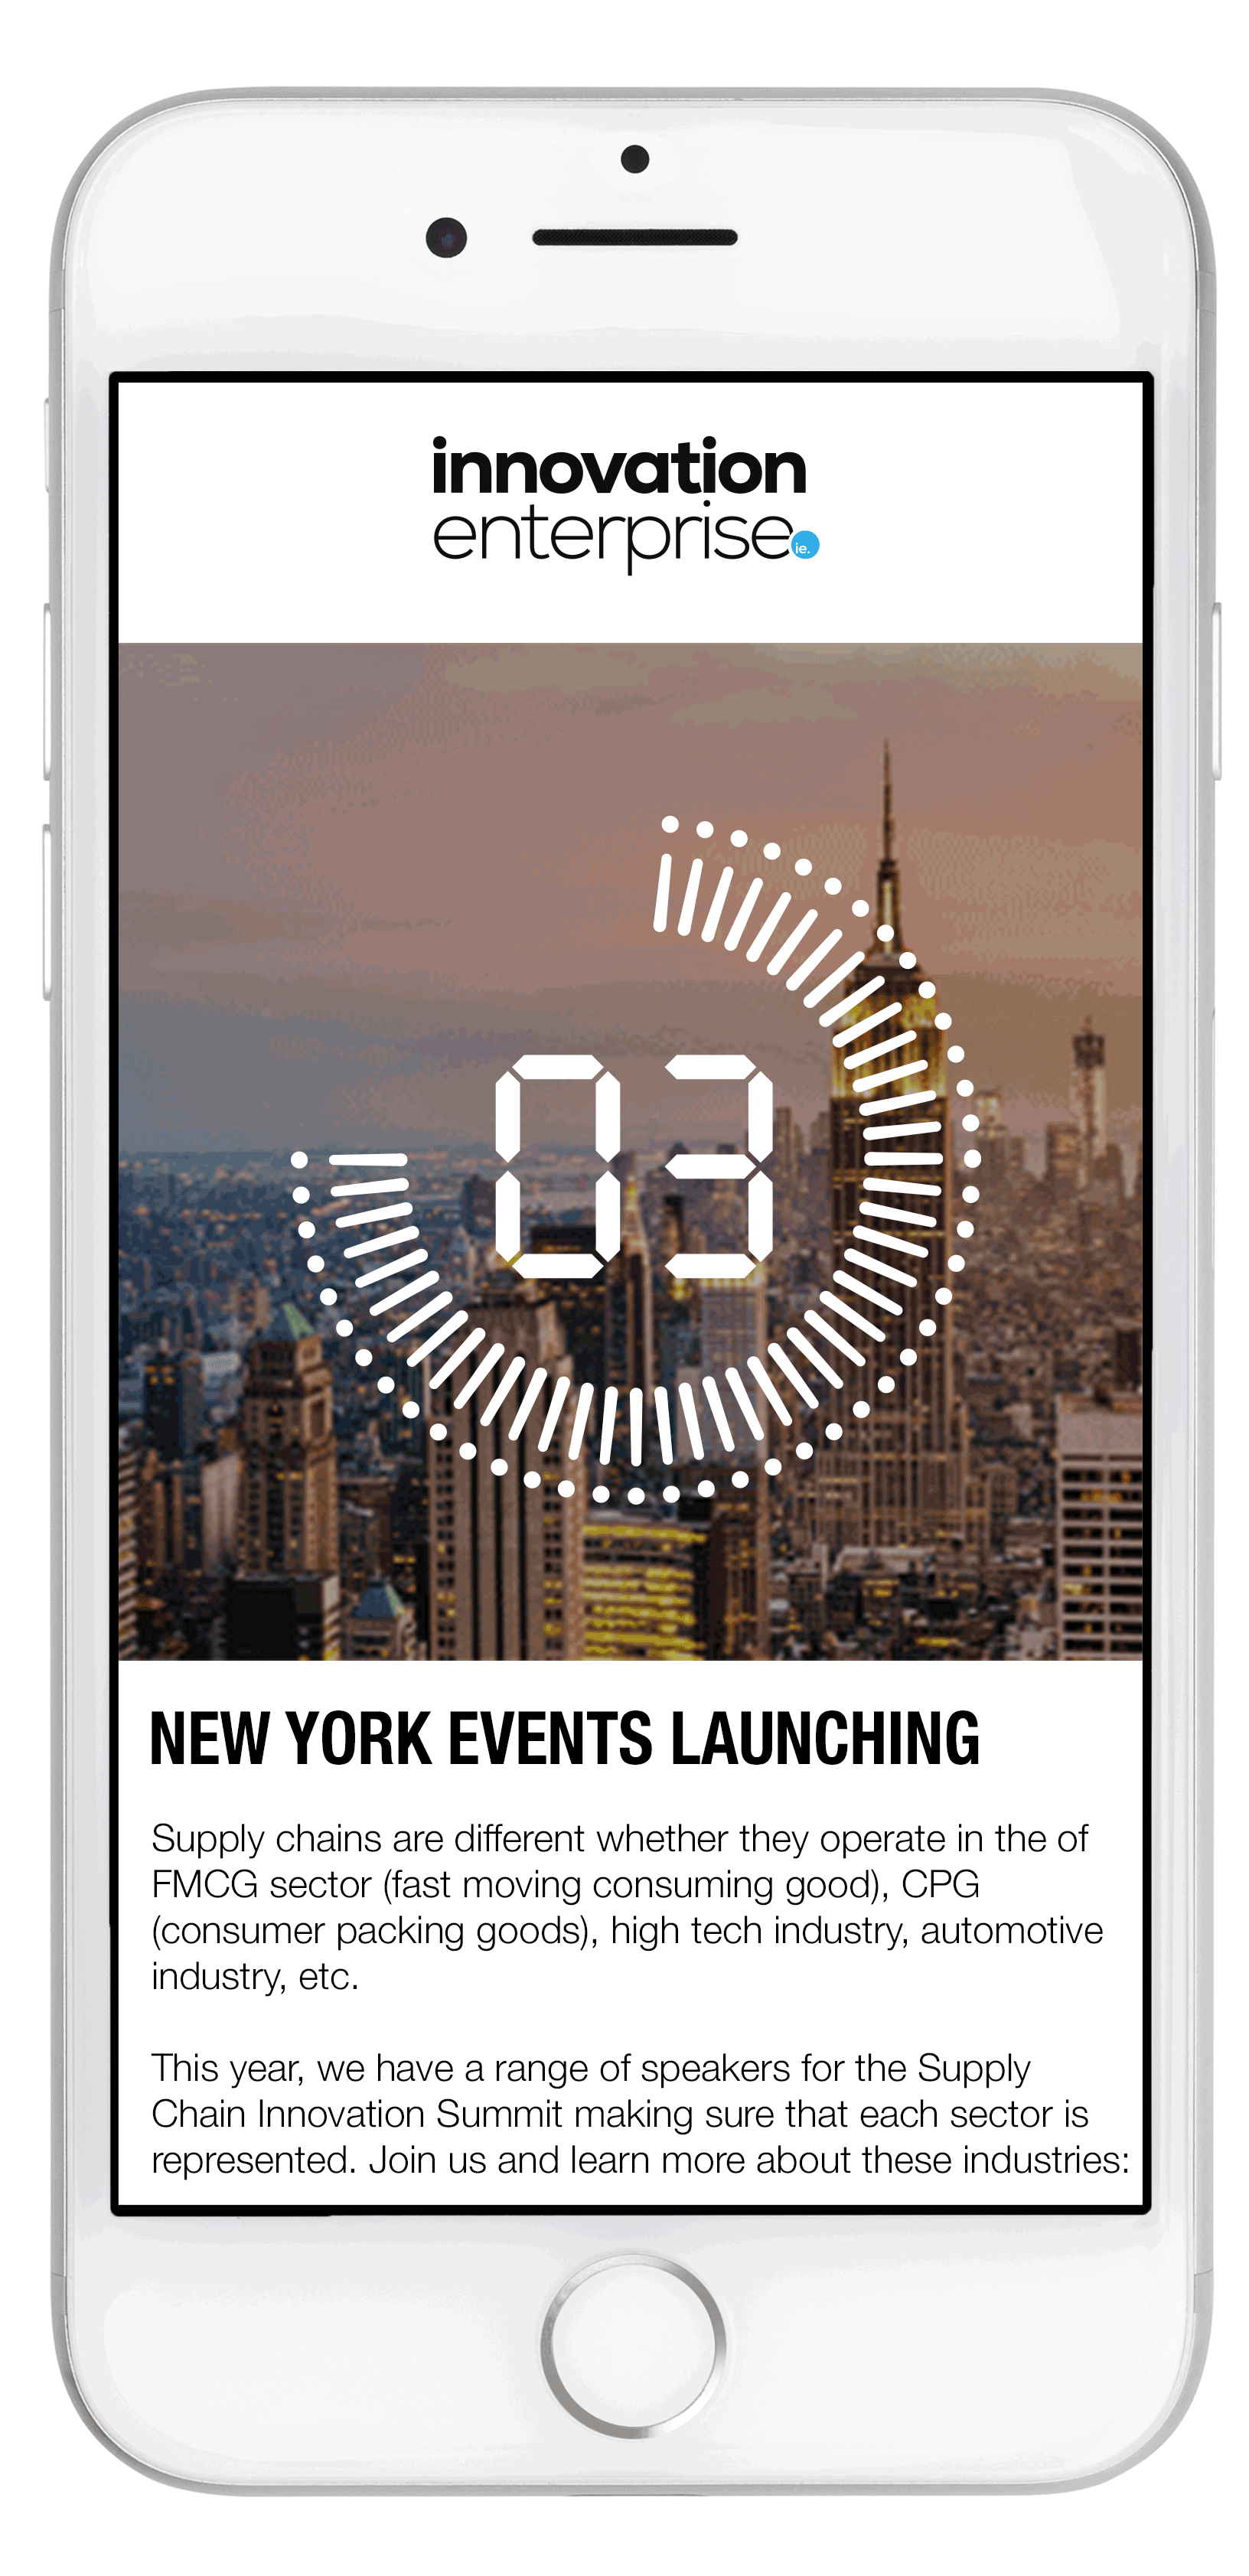 innovation
enterprise
ie.
03
NEW YORK EVENTS LAUNCHING
Supply chains are different whether they operate in the of
FMCG sector (fast moving consuming good), CPG
(consumer packing goods), high tech industry, automotive
industry, etc.
This year, we have a range of speakers for the Supply
Chain Innovation Summit making sure that each sector is
represented. Join us and learn more about these industries: